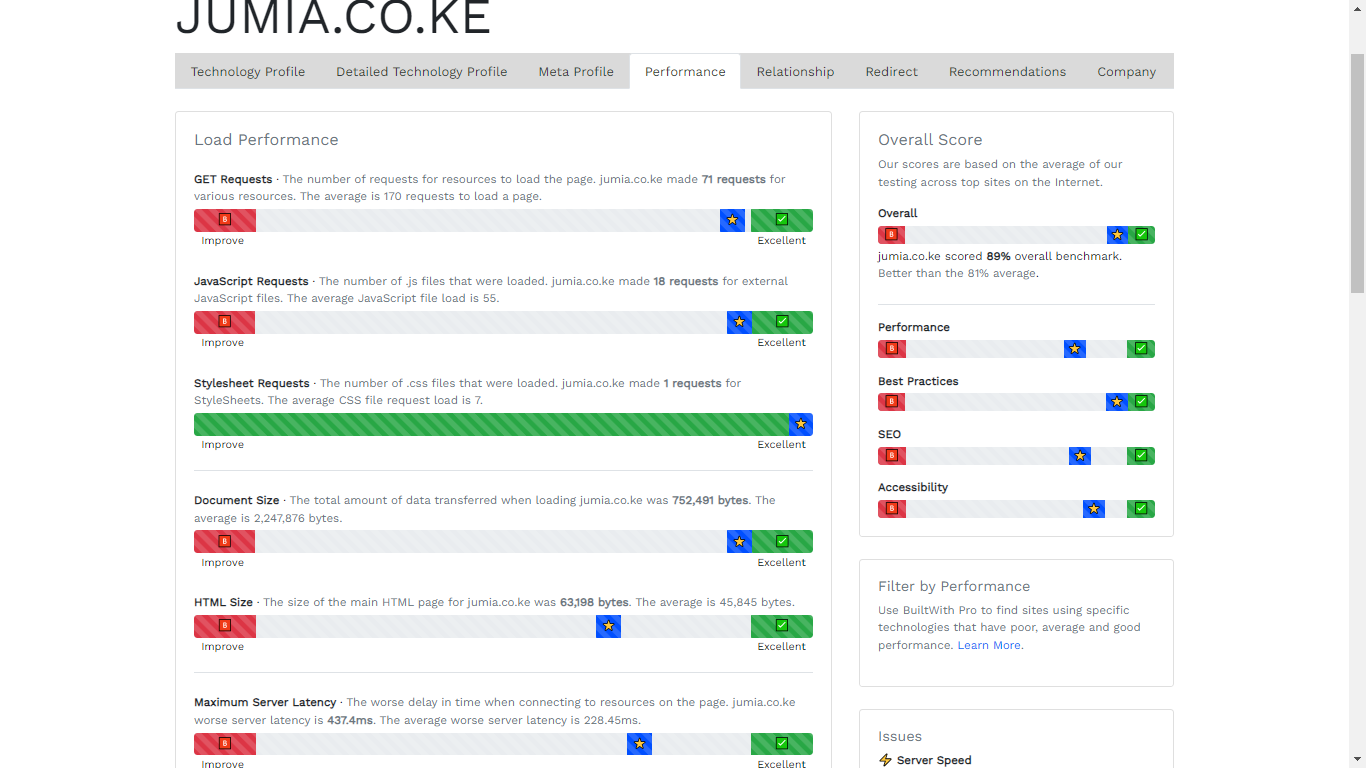 JUMIA.CO.KE
Technology Profile
Detailed Technology Profile
Meta Profile
Performance
Relationship
Redirect
Recommendations
Company
Load Performance
GET Requests · The number of requests for resources to load the page. jumia.co.ke made 71 requests for
various resources. The average is 170 requests to load a page.
B
Improve
Excellent
JavaScript Requests · The number of .js files that were loaded. jumia.co.ke made 18 requests for external
JavaScript files. The average JavaScript file load is 55.
B
Improve
Excellent
Stylesheet Requests · The number of .css files that were loaded. jumia.co.ke made 1 requests for
StyleSheets. The average CSS file request load is 7.
Improve
Excellent
Document Size · The total amount of data transferred when loading jumia.co.ke was 752,491 bytes. The
average is 2,247,876 bytes.
B
Improve
Excellent
HTML Size · The size of the main HTML page for jumia.co.ke was 63,198 bytes. The average is 45,845 bytes.
B
Improve
Excellent
Maximum Server Latency · The worse delay in time when connecting to resources on the page. jumia.co.ke
worse server latency is 437.4ms. The average worse server latency is 228.45ms.
B
Improve
Excellent
Overall Score
Our scores are based on the average of our
testing across top sites on the Internet.
Overall
B
jumia.co.ke scored 89% overall benchmark.
Better than the 81% average.
Performance
B
Best Practices
B
SEO
B
Accessibility
B
Filter by Performance
Use BuiltWith Pro to find sites using specific
technologies that have poor, average and good
performance. Learn More.
Issues
Server Speed